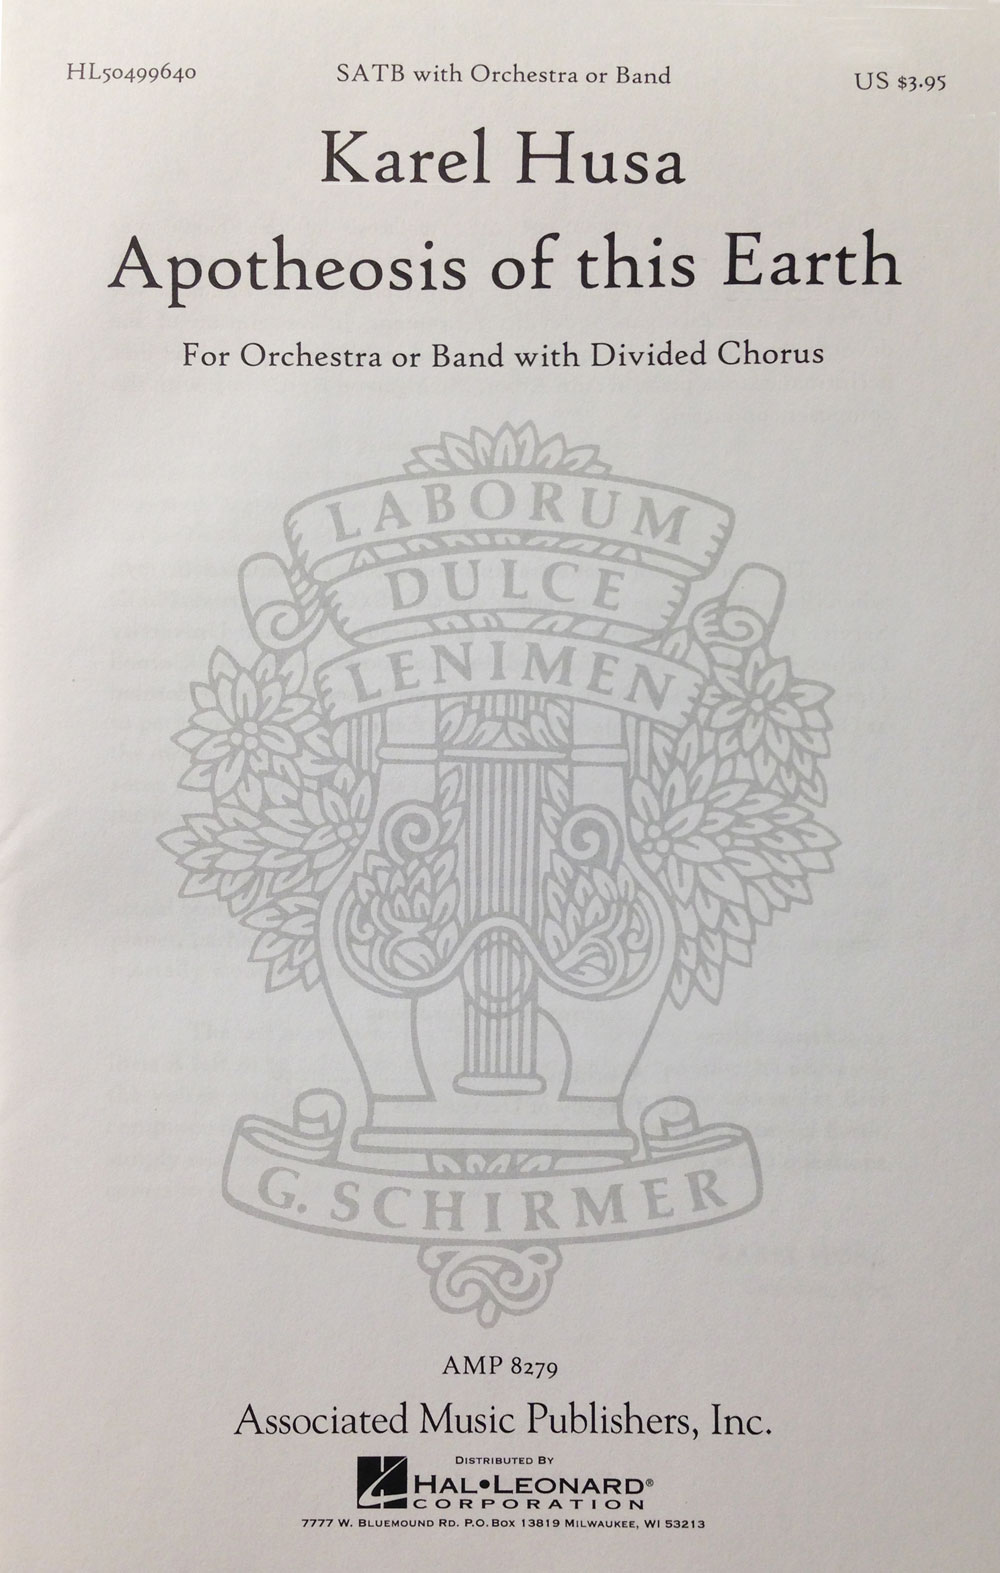 HL50499640
SATB with Orchestra or Band
US $3.95
Karel Husa
Apotheosis of this Earth
For Orchestra or Band with Divided Chorus
LABORUM
DULCE
LENIMEN
G. SCHIRMER
AMP 8279
Associated Music Publishers, Inc.
DISTRIBUTED BY
HAL•LEONARD®
CORPORATION
7777 W. BLUEMOUND RD. P.O. BOX 13819 MILWAUKEE, WI 53213